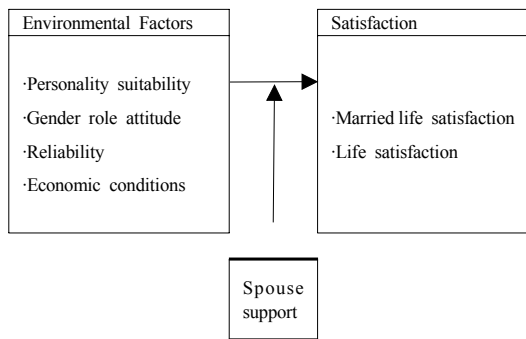 Environmental Factors
·Personality suitability
·Gender role attitude
·Reliability
·Economic conditions
Satisfaction
·Married life satisfaction
·Life satisfaction
Spouse
support